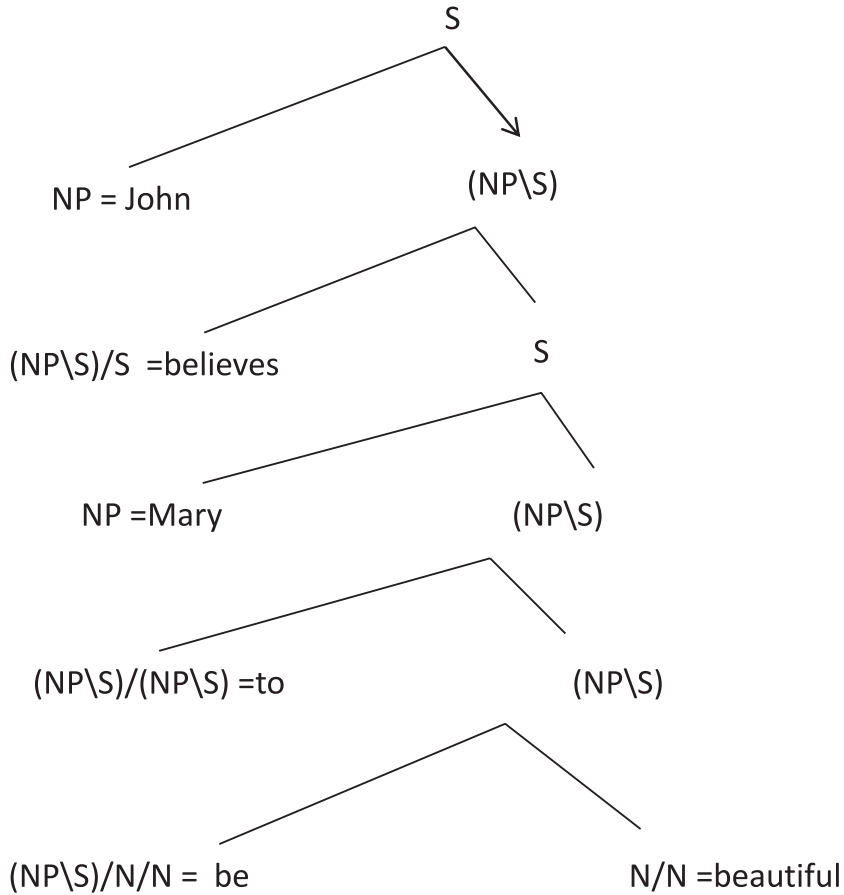 S
NP = John
(NP\S)
(NP\S)/S =believes
S
NP =Mary
(NP\S)
(NP\S)/(NP\S) =to
(NP\S)
(NP\S)/N/N = be
N/N =beautiful